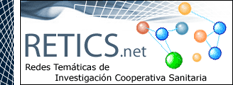 RETICS.net
Redes Temáticas de
Investigación Cooperativa Sanitaria